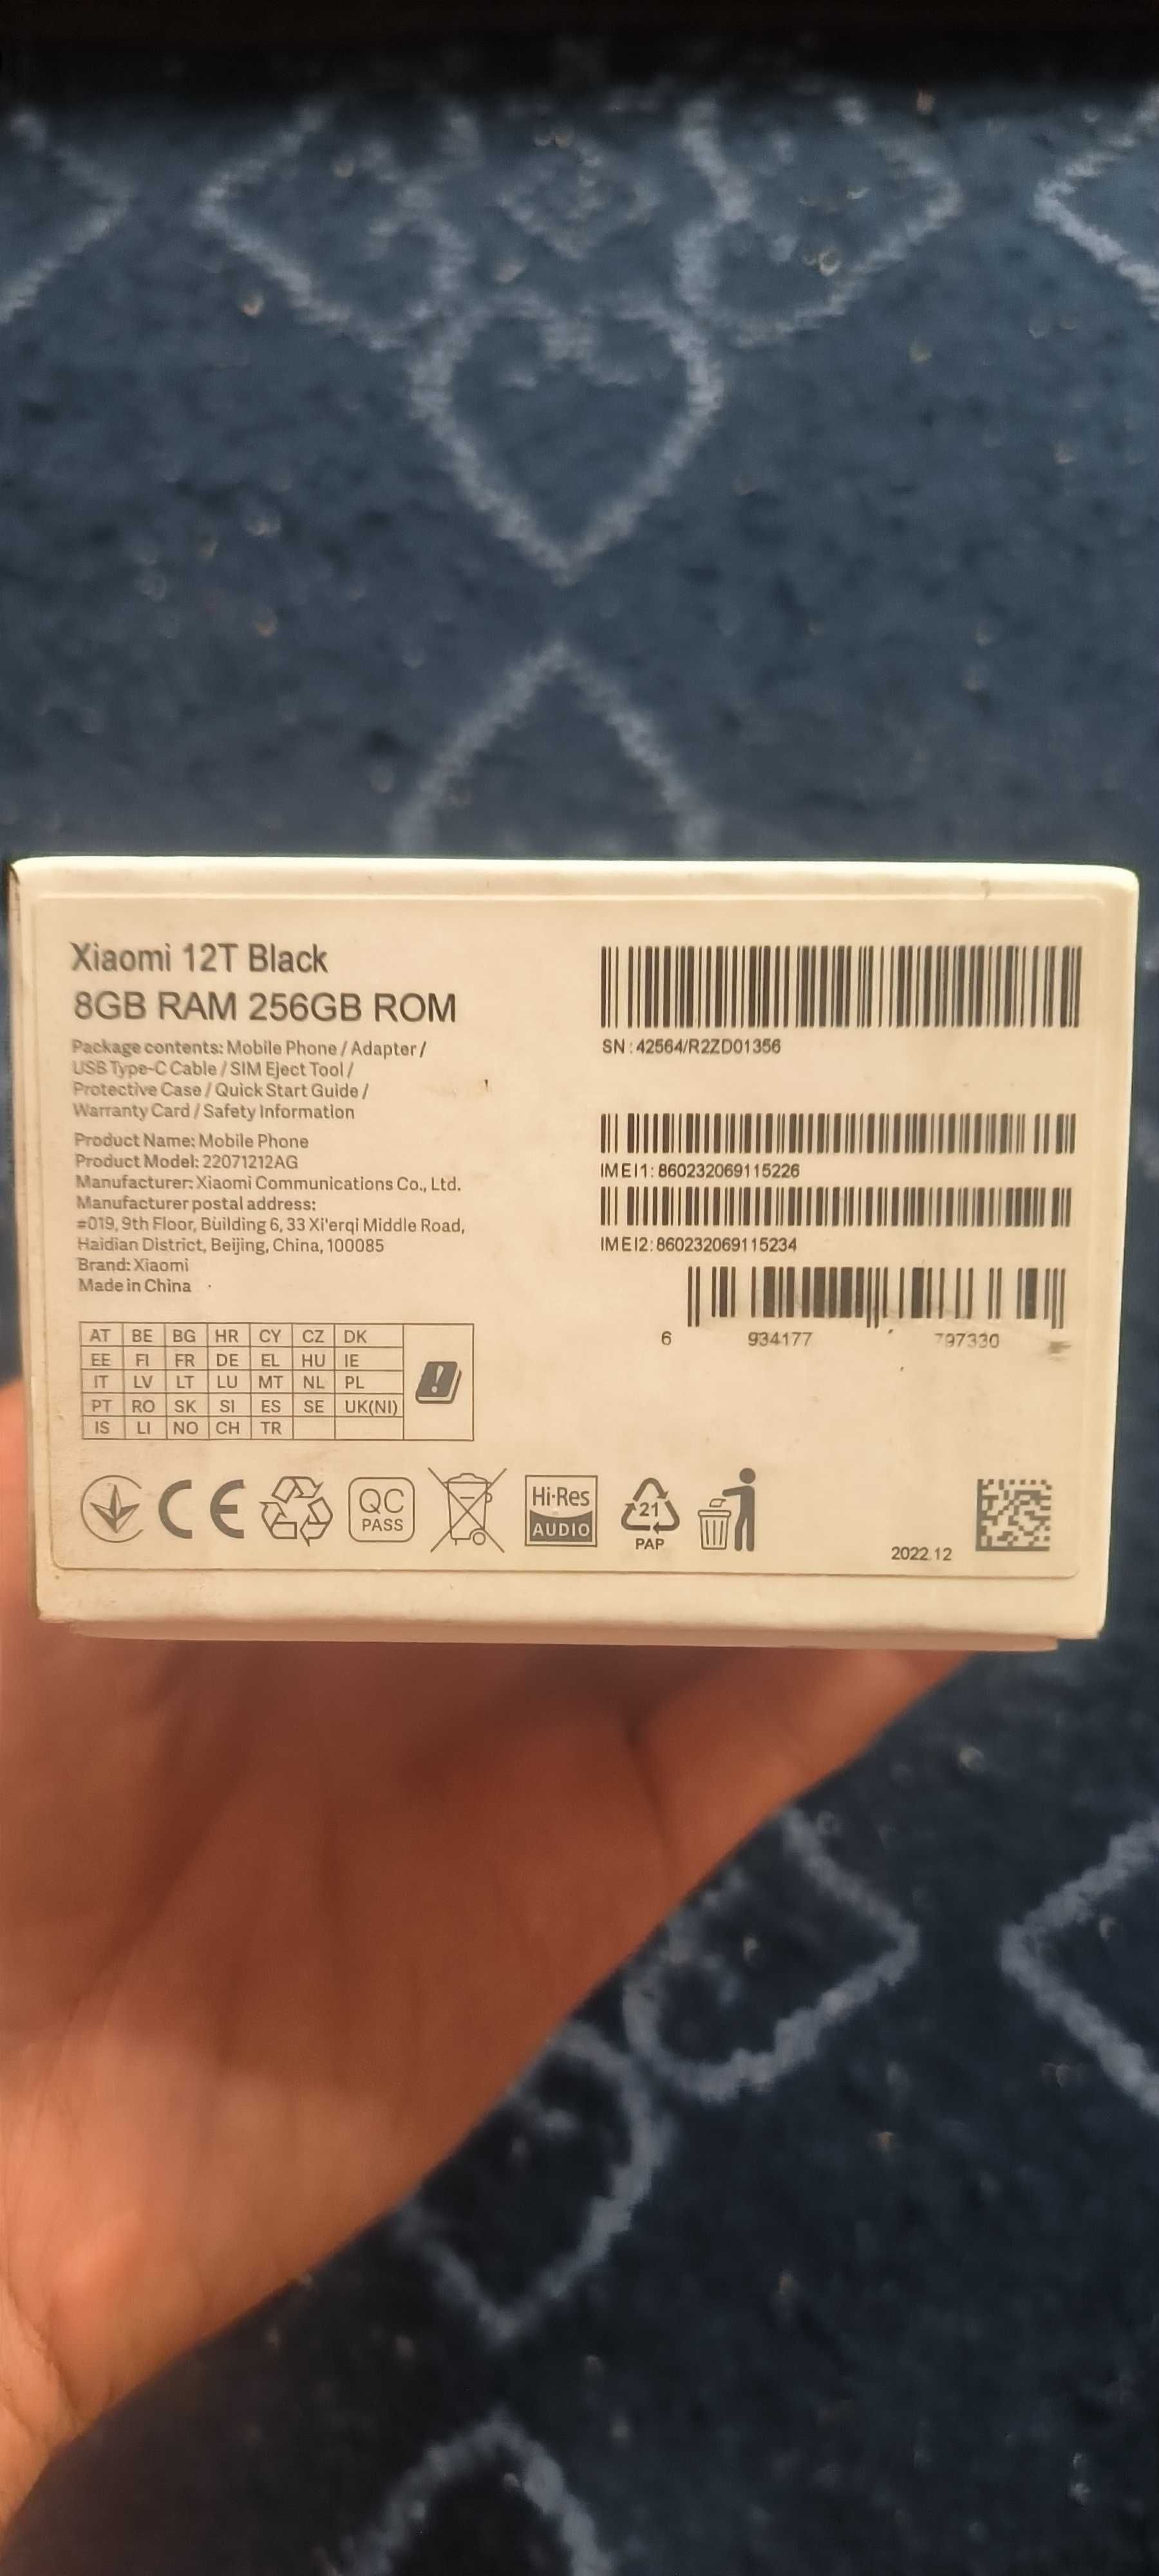 Xiaomi 12T Black
8GB RAM 256GB ROM
Package contents: Mobile Phone / Adapter /
USB Type-C Cable / SIM Eject Tool /
Protective Case / Quick Start Guide /
Warranty Card / Safety Information
Product Name: Mobile Phone
Product Model: 22071212AG
Manufacturer: Xiaomi Communications Co., Ltd.
Manufacturer postal address:
#019, 9th Floor, Building 6, 33 Xi'erqi Middle Road,
Haidian District, Beijing, China, 100085
Brand: Xiaomi
Made in China
SN : 42564/R2ZD01356
IMEI1: 860232069115226
IMEI2: 860232069115234
6 934177 797330
AT BE BG HR CY CZ DK
EE FI FR DE EL HU IE
IT LV LT LU MT NL PL
PT RO SK SI ES SE UK(NI)
IS LI NO CH TR
CE
QC
PASS
Hi-Res
AUDIO
21
PAP
2022.12